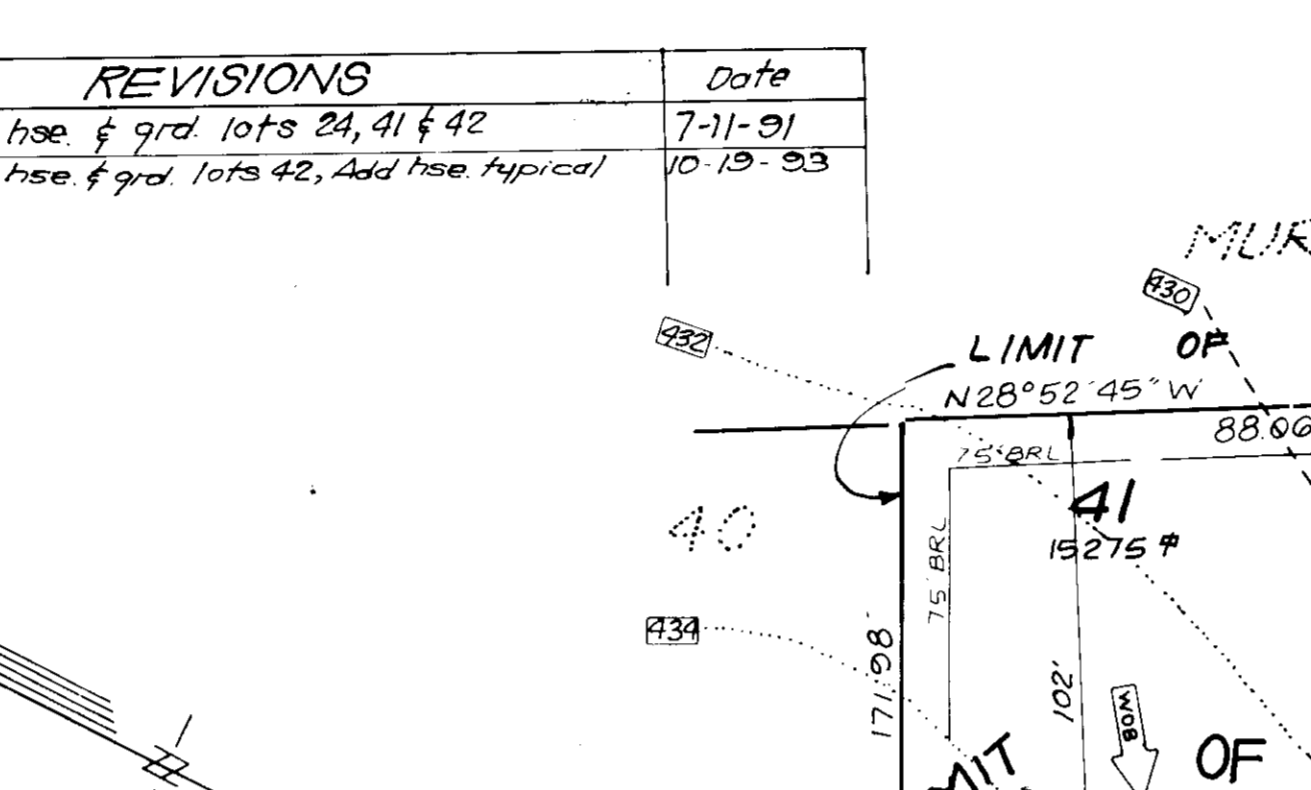 REVISIONS Date
hse. & grd. lots 24, 41 & 42 7-11-91
hse. & grd. lots 42, Add hse. typical 10-19-93
430
432
LIMIT OF
N28°52'45"W
88.06
75' BRL
41
15275 #
40
75' BRL
434
171.98'
102'
WOB
OF